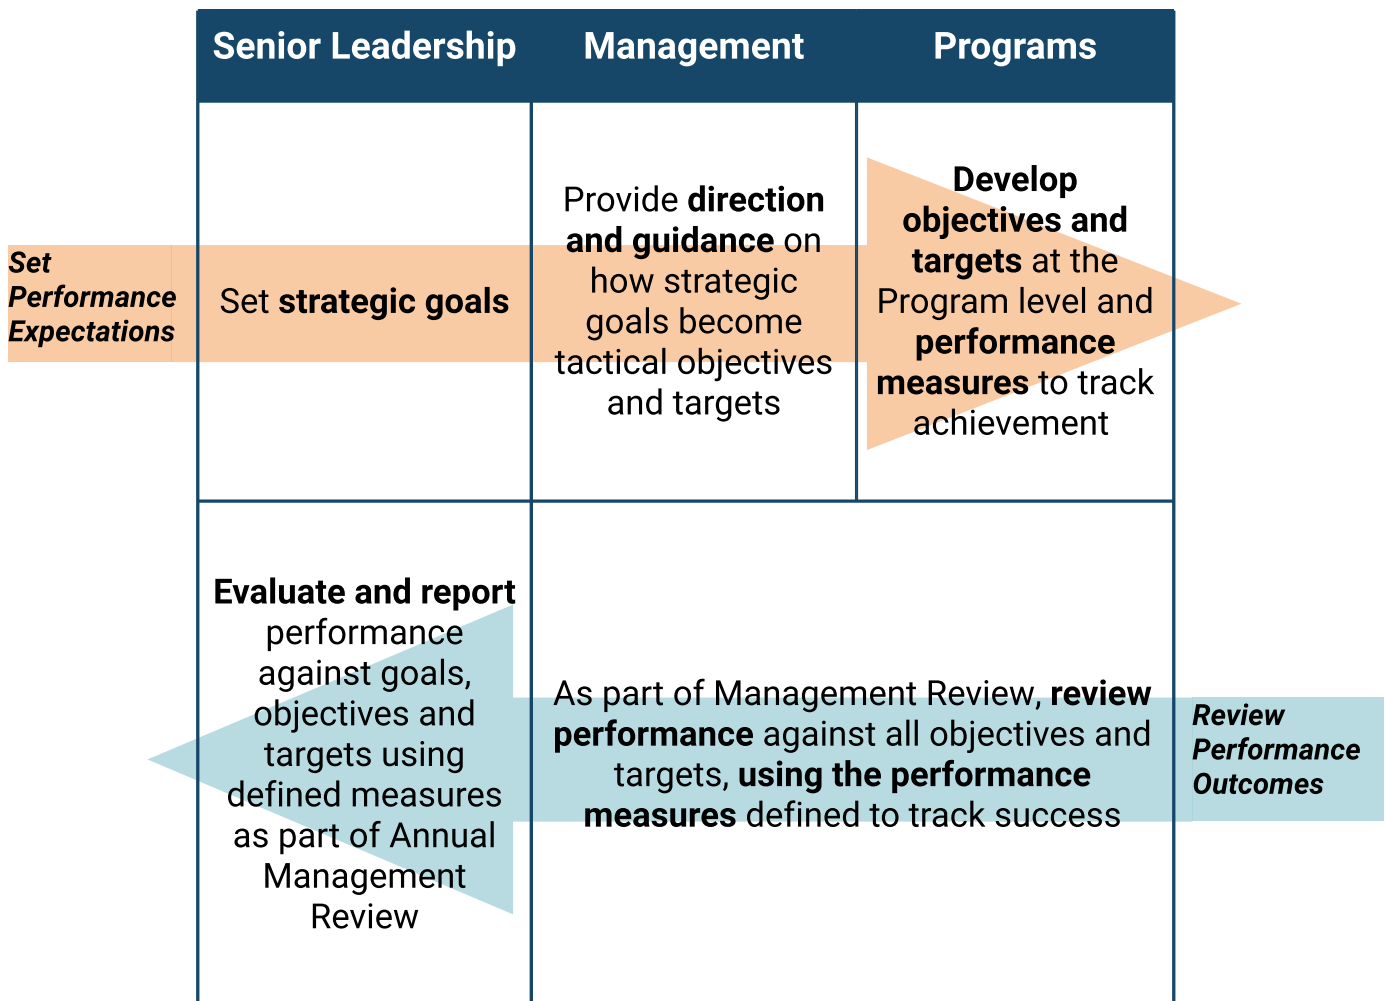 Senior Leadership
Management
Programs
Set
Performance
Expectations
Set strategic goals
Provide direction
and guidance on
how strategic
goals become
tactical objectives
and targets
Develop
objectives and
targets at the
Program level and
performance
measures to track
achievement
Evaluate and report
performance
against goals,
objectives and
targets using
defined measures
as part of Annual
Management
Review
As part of Management Review, review
performance against all objectives and
targets, using the performance
measures defined to track success
Review
Performance
Outcomes